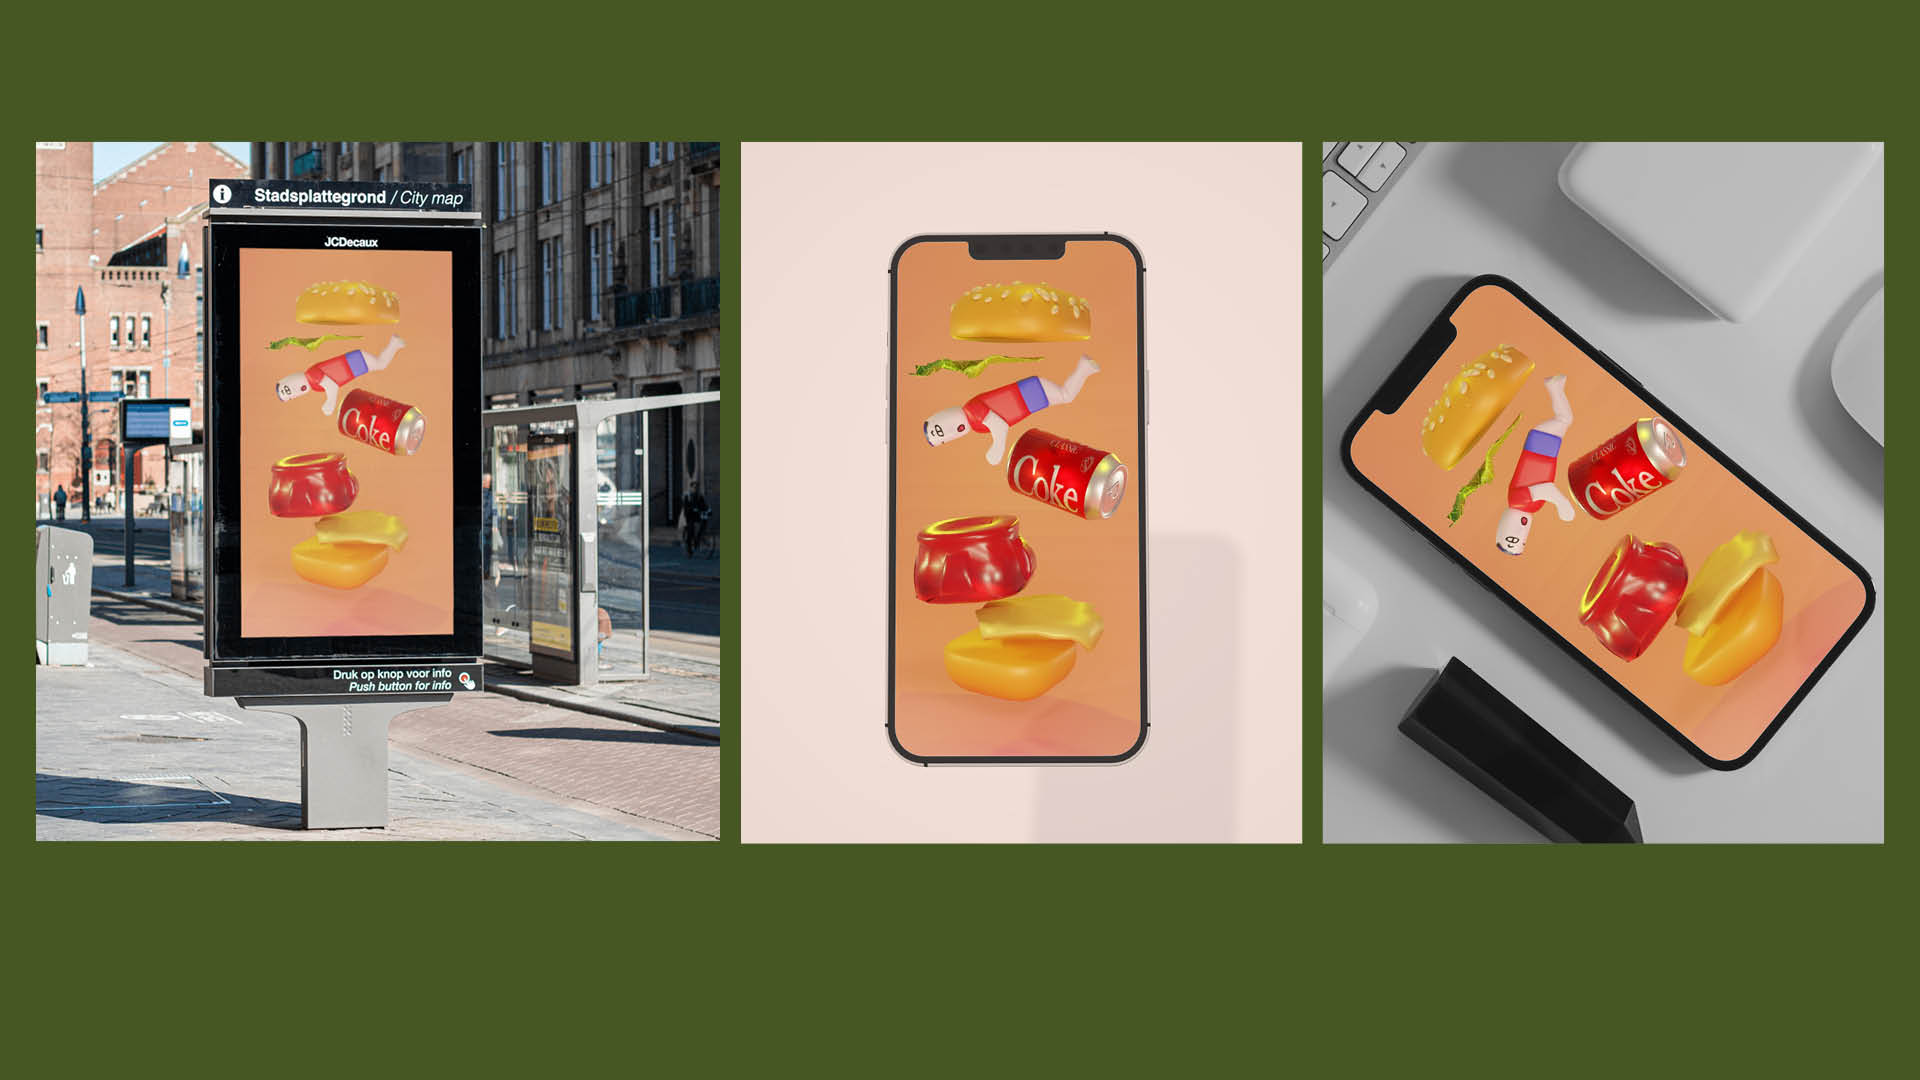 Stadsplattegrond / City map
JCDecaux
CLASSIC
Coke
Druk op knop voor info
Push button for info
CLASSIC
Coke
CLASSIC
Coke